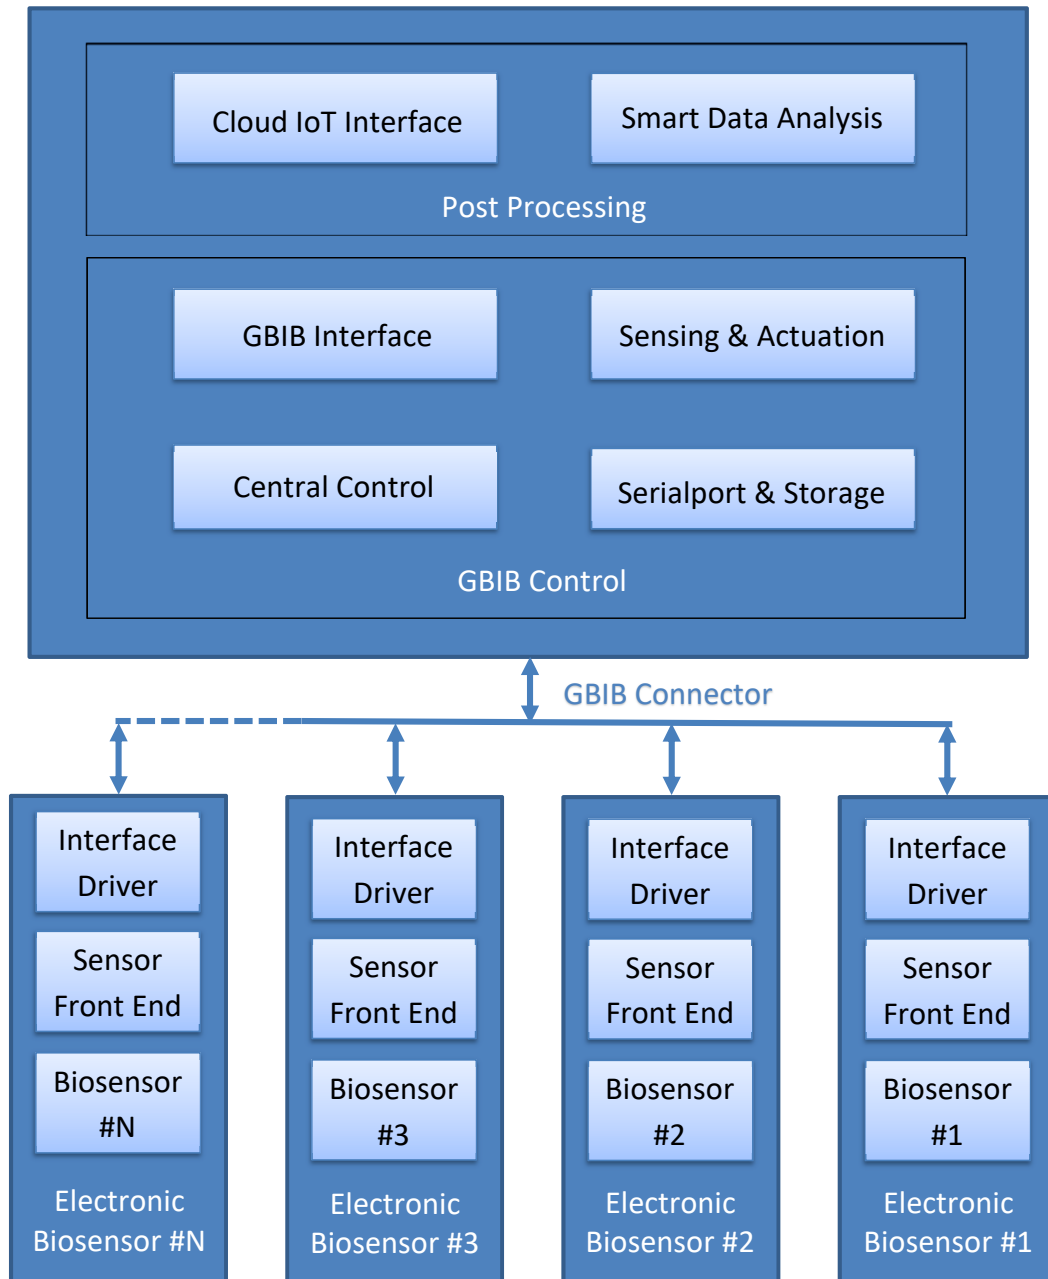 Cloud IoT Interface
Smart Data Analysis
Post Processing
GBIB Interface
Sensing & Actuation
Central Control
Serialport & Storage
GBIB Control
GBIB Connector
Interface
Driver
Sensor
Front End
Biosensor
#N
Electronic
Biosensor #N
Interface
Driver
Sensor
Front End
Biosensor
#3
Electronic
Biosensor #3
Interface
Driver
Sensor
Front End
Biosensor
#2
Electronic
Biosensor #2
Interface
Driver
Sensor
Front End
Biosensor
#1
Electronic
Biosensor #1